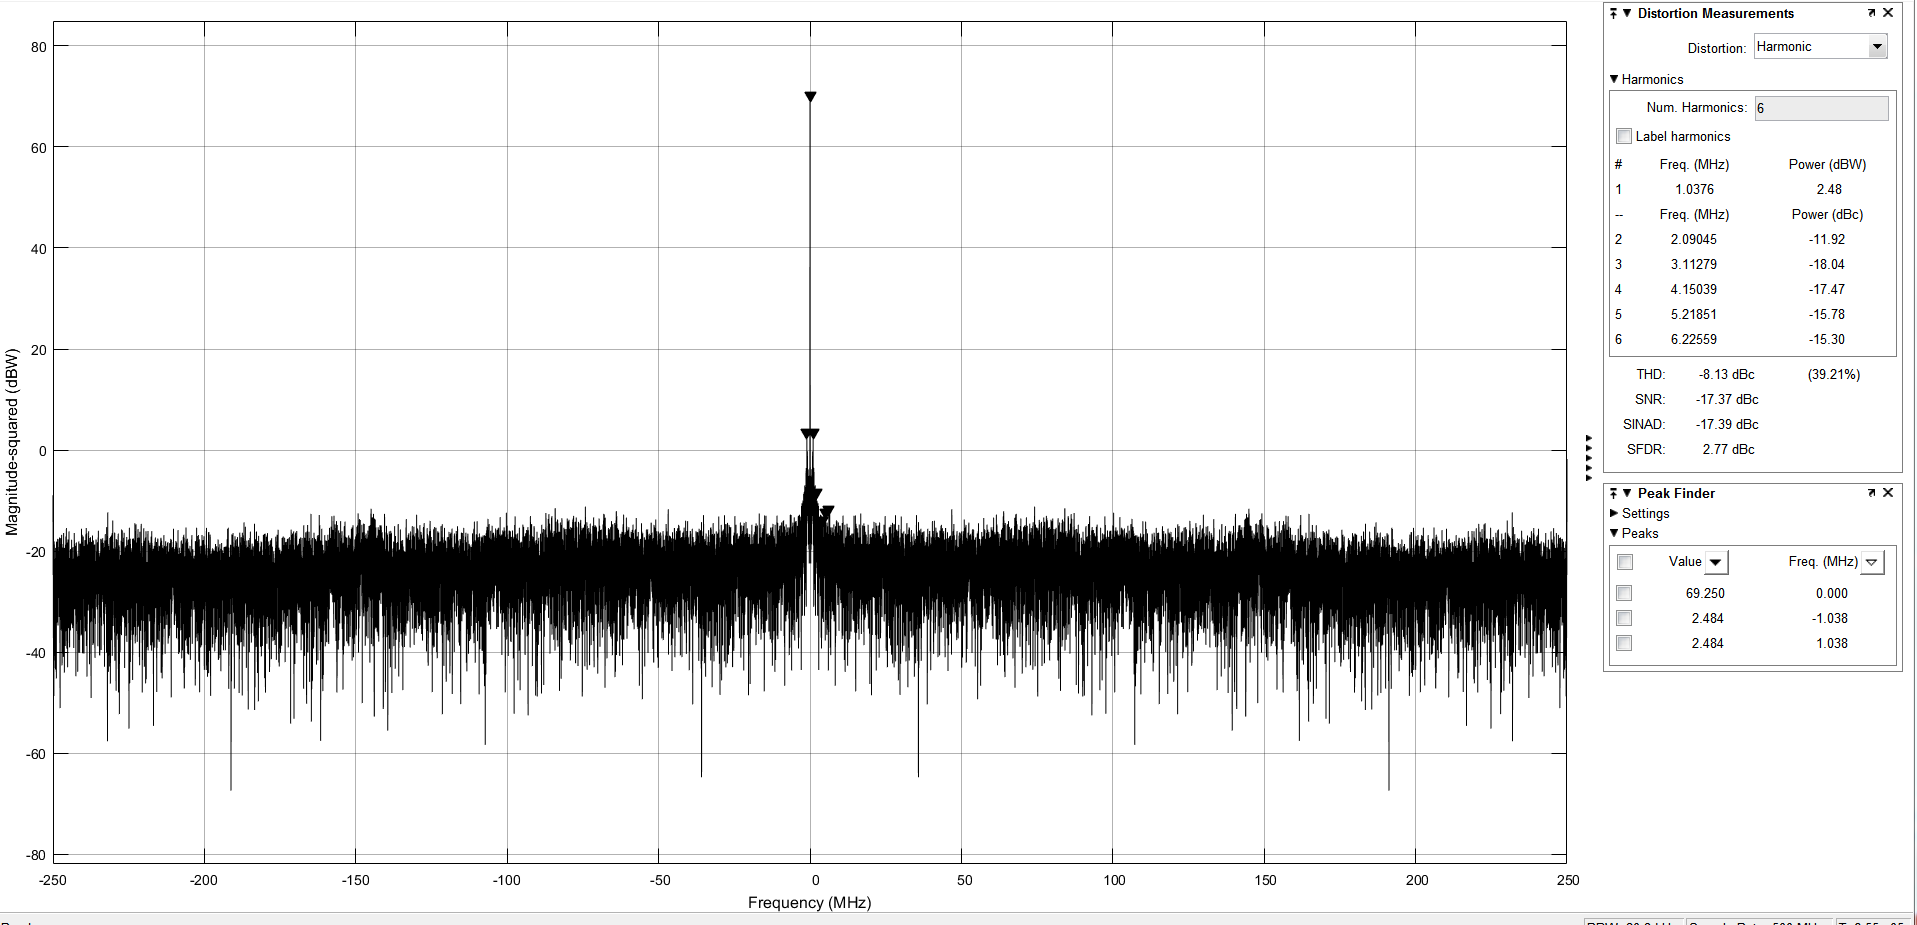 80
60
40
20
0
-20
-40
-60
-80
Magnitude-squared (dBW)
-250 -200 -150 -100 -50 0 50 100 150 200 250
Frequency (MHz)
Distortion Measurements
Distortion: Harmonic
Harmonics
Num. Harmonics: 6
Label harmonics
# Freq. (MHz) Power (dBW)
1 1.0376 2.48
-- Freq. (MHz) Power (dBc)
2 2.09045 -11.92
3 3.11279 -18.04
4 4.15039 -17.47
5 5.21851 -15.78
6 6.22559 -15.30
THD: -8.13 dBc (39.21%)
SNR: -17.37 dBc
SINAD: -17.39 dBc
SFDR: 2.77 dBc
Peak Finder
Settings
Peaks
Value Freq. (MHz)
69.250 0.000
2.484 -1.038
2.484 1.038